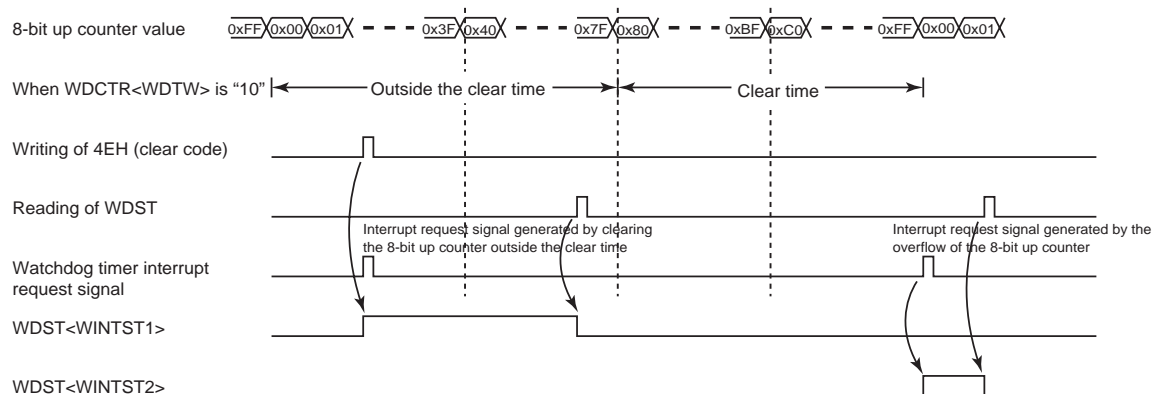 8-bit up counter value 0xFF 0x00 0x01 0x3F 0x40 0x7F 0x80 0xBF 0xC0 0xFF 0x00 0x01
When WDCTR<WDTW> is “10” Outside the clear time Clear time
Writing of 4EH (clear code)
Reading of WDST
Interrupt request signal generated by clearing
the 8-bit up counter outside the clear time
Interrupt request signal generated by the
overflow of the 8-bit up counter
Watchdog timer interrupt
request signal
WDST<WINTST1>
WDST<WINTST2>